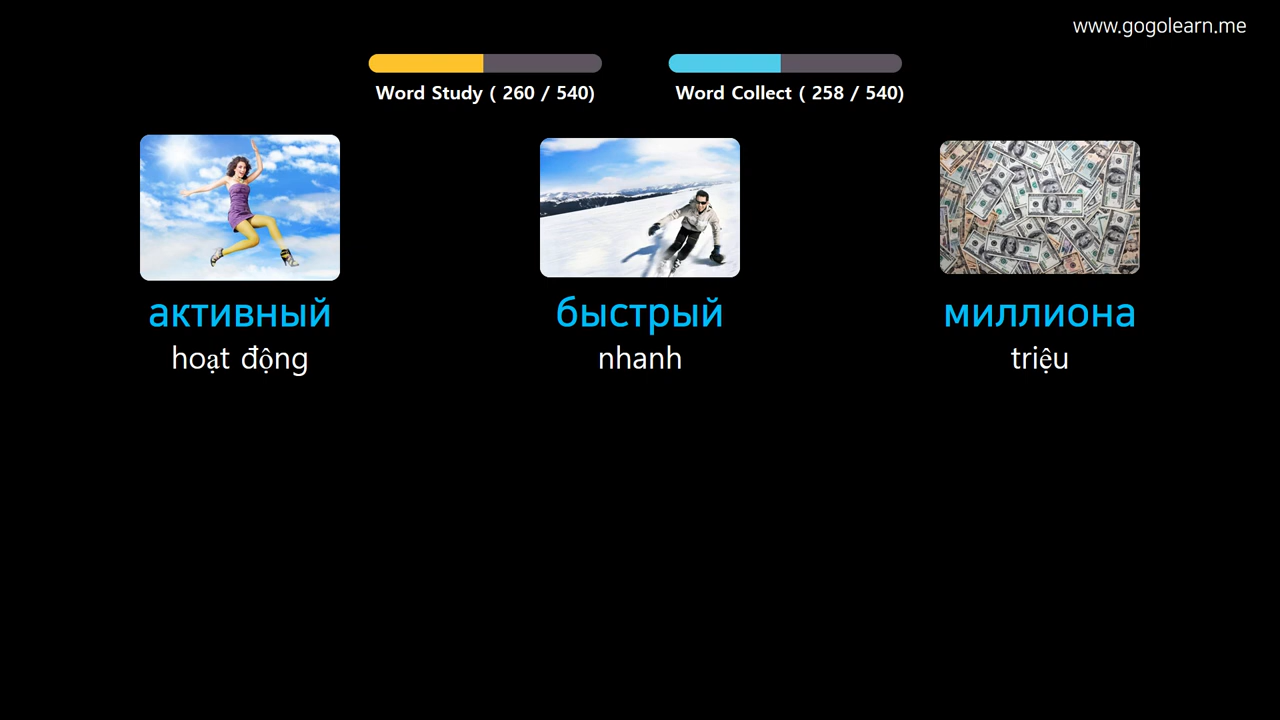 www.gogolearn.me
Word Study ( 260 / 540)
Word Collect ( 258 / 540)
активный
быстрый
миллиона
hoạt động
nhanh
triệu